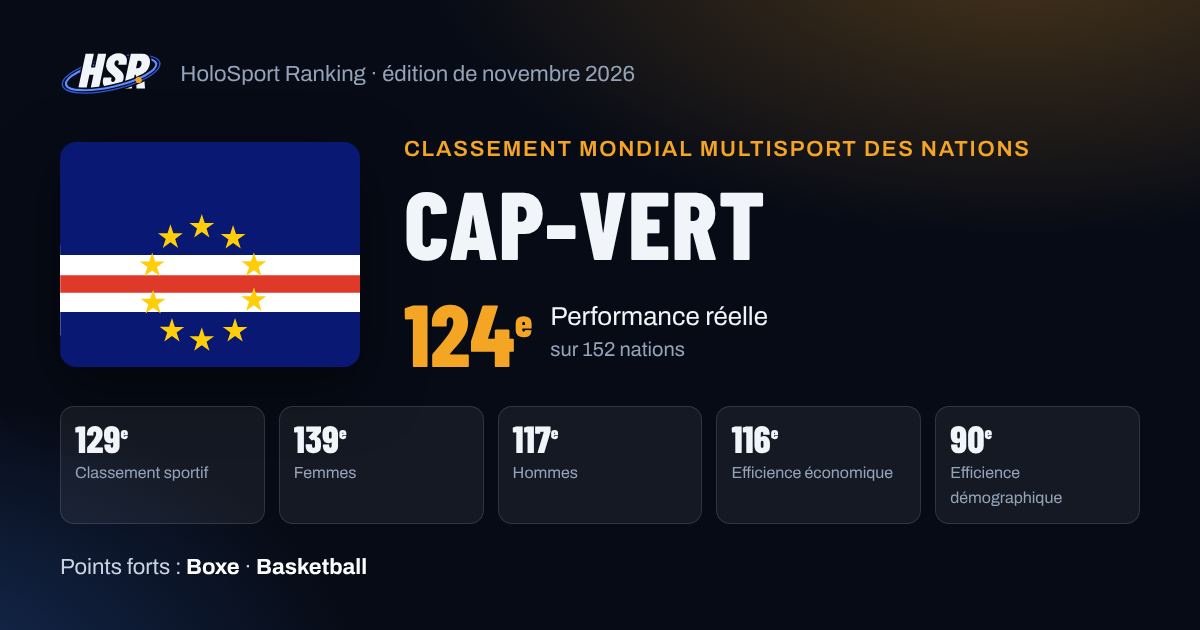 HSR
HoloSport Ranking · édition de novembre 2026
CLASSEMENT MONDIAL MULTISPORT DES NATIONS
CAP-VERT
124e
Performance réelle
sur 152 nations
129e
Classement sportif
139e
Femmes
117e
Hommes
116e
Efficience économique
90e
Efficience
démographique
Points forts : Boxe · Basketball